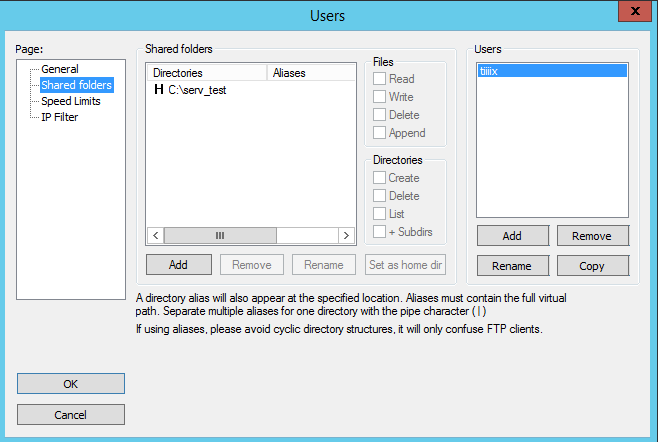 Users
Page:
General
Shared folders
Speed Limits
IP Filter
Shared folders
Directories Aliases
H C:\serv_test
Add Remove Rename Set as home dir
Files
Read
Write
Delete
Append
Directories
Create
Delete
List
+ Subdirs
Users
tiiiix
Add Remove
Rename Copy
A directory alias will also appear at the specified location. Aliases must contain the full virtual
path. Separate multiple aliases for one directory with the pipe character ( | )
If using aliases, please avoid cyclic directory structures, it will only confuse FTP clients.
OK
Cancel